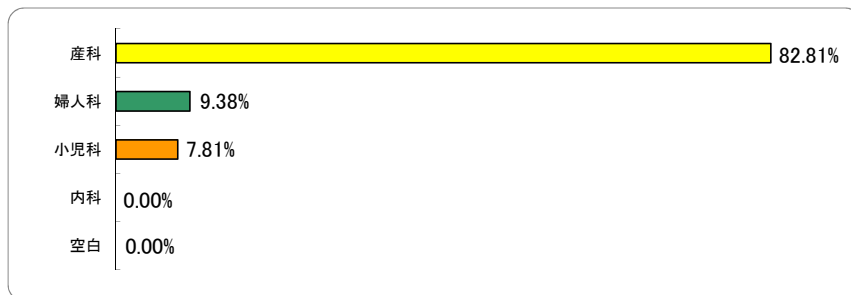 産科 82.81%
婦人科 9.38%
小児科 7.81%
内科 0.00%
空白 0.00%